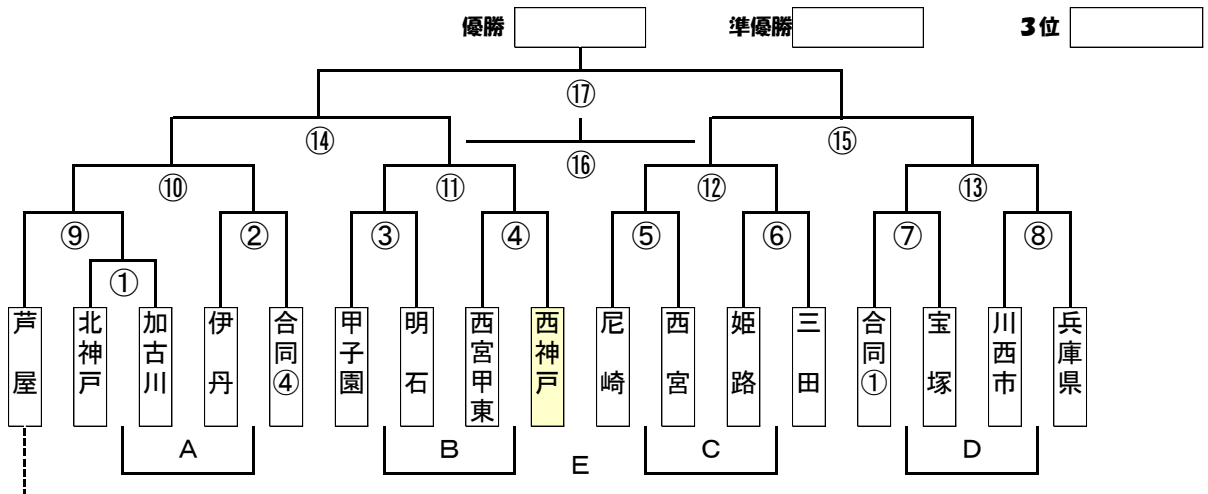 優勝 準優勝 3位
⑰
⑭ ⑯ ⑮
⑩ ⑪ ⑫ ⑬
⑨ ② ③ ④ ⑤ ⑥ ⑦ ⑧
①
芦屋
北神戸
加古川
伊丹
合同④
甲子園
明石
西宮甲東
西神戸
尼崎
西宮
姫路
三田
合同①
宝塚
川西市
兵庫県
A B E C D